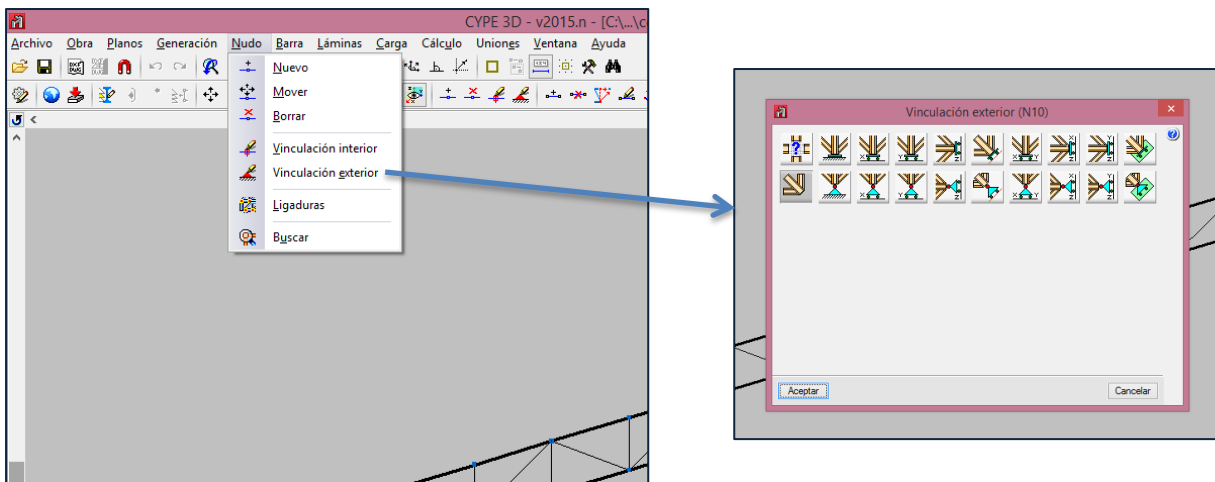 CYPE 3D - v2015.n - [C:\...\c
Archivo Obra Planos Generación Nudo Barra Láminas Carga Cálculo Uniones Ventana Ayuda
Nuevo
Mover
Borrar
Vinculación interior
Vinculación exterior
Ligaduras
Buscar
Vinculación exterior (N10)
Aceptar Cancelar